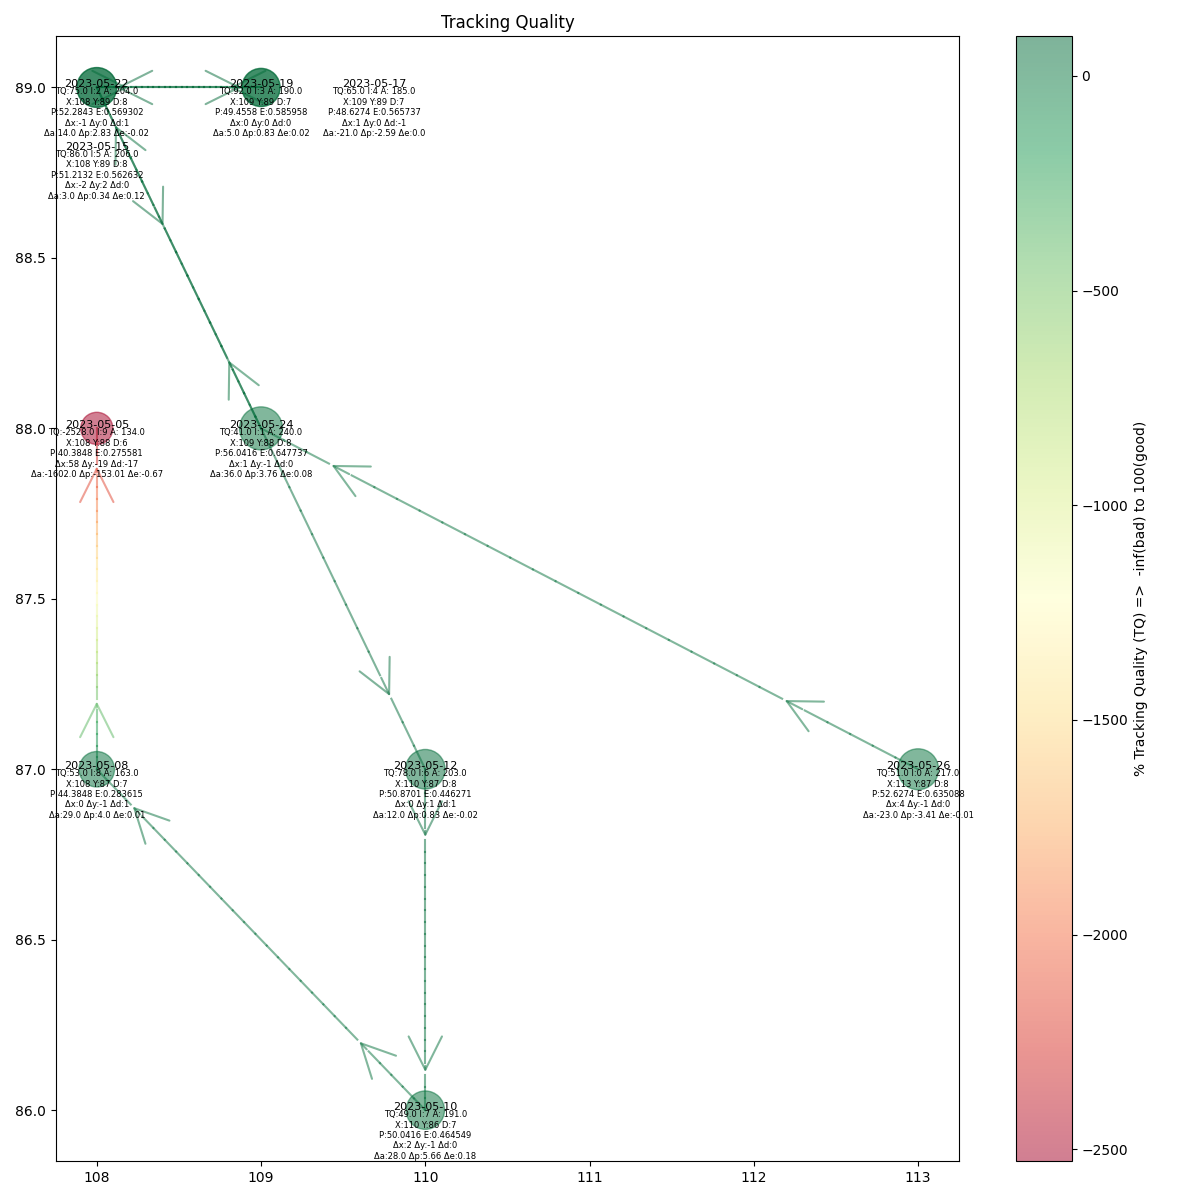 Tracking Quality
2023-05-22
TQ:75.0 I:2 A: 204.0
X:108 Y:89 D:8
P:52.2843 E:0.569302
Δx:-1 Δy:0 Δd:1
Δa:14.0 Δp:2.83 Δe:-0.02
2023-05-19
TQ:92.0 I:3 A: 190.0
X:109 Y:89 D:7
P:49.4558 E:0.585958
Δx:0 Δy:0 Δd:0
Δa:5.0 Δp:0.83 Δe:0.02
2023-05-17
TQ:65.0 I:4 A: 185.0
X:109 Y:89 D:7
P:48.6274 E:0.565737
Δx:1 Δy:0 Δd:-1
Δa:-21.0 Δp:-2.59 Δe:0.0
2023-05-15
TQ:86.0 I:5 A: 206.0
X:108 Y:89 D:8
P:51.2132 E:0.562632
Δx:-2 Δy:2 Δd:0
Δa:3.0 Δp:0.34 Δe:0.12
2023-05-05
TQ:-2528.0 I:9 A: 134.0
X:108 Y:88 D:6
P:40.3848 E:0.275581
Δx:58 Δy:-19 Δd:-17
Δa:-1602.0 Δp:-153.01 Δe:-0.67
2023-05-24
TQ:41.0 I:1 A: 240.0
X:109 Y:88 D:8
P:56.0416 E:0.647737
Δx:1 Δy:-1 Δd:0
Δa:36.0 Δp:3.76 Δe:0.08
2023-05-08
TQ:53.0 I:8 A: 163.0
X:108 Y:87 D:7
P:44.3848 E:0.283615
Δx:0 Δy:-1 Δd:1
Δa:29.0 Δp:4.0 Δe:0.01
2023-05-12
TQ:78.0 I:6 A: 203.0
X:110 Y:87 D:8
P:50.8701 E:0.446271
Δx:0 Δy:1 Δd:1
Δa:12.0 Δp:0.83 Δe:-0.02
2023-05-26
TQ:51.0 I:0 A: 217.0
X:113 Y:87 D:8
P:52.6274 E:0.635088
Δx:4 Δy:-1 Δd:0
Δa:-23.0 Δp:-3.41 Δe:-0.01
2023-05-10
TQ:49.0 I:7 A: 191.0
X:110 Y:86 D:7
P:50.0416 E:0.464549
Δx:2 Δy:-1 Δd:0
Δa:28.0 Δp:5.66 Δe:0.18
89.0
88.5
88.0
87.5
87.0
86.5
86.0
108
109
110
111
112
113
0
−500
−1000
−1500
−2000
−2500
% Tracking Quality (TQ) => -inf(bad) to 100(good)